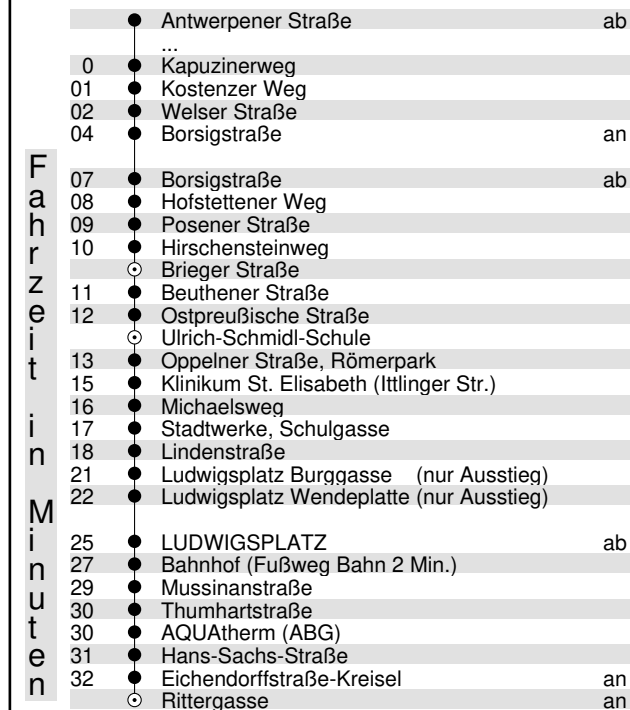 Antwerpener Straße ab
...
0 Kapuzinerweg
01 Kostenzer Weg
02 Welser Straße
04 Borsigstraße an
Fahrzeit in Minuten
07 Borsigstraße ab
08 Hofstettener Weg
09 Posener Straße
10 Hirschensteinweg
Brieger Straße
11 Beuthener Straße
12 Ostpreußische Straße
Ulrich-Schmidl-Schule
13 Oppelner Straße, Römerpark
15 Klinikum St. Elisabeth (Ittlinger Str.)
16 Michaelsweg
17 Stadtwerke, Schulgasse
18 Lindenstraße
21 Ludwigsplatz Burggasse (nur Ausstieg)
22 Ludwigsplatz Wendeplatte (nur Ausstieg)
25 LUDWIGSPLATZ ab
27 Bahnhof (Fußweg Bahn 2 Min.)
29 Mussinanstraße
30 Thumhartstraße
30 AQUAtherm (ABG)
31 Hans-Sachs-Straße
32 Eichendorffstraße-Kreisel an
Rittergasse an